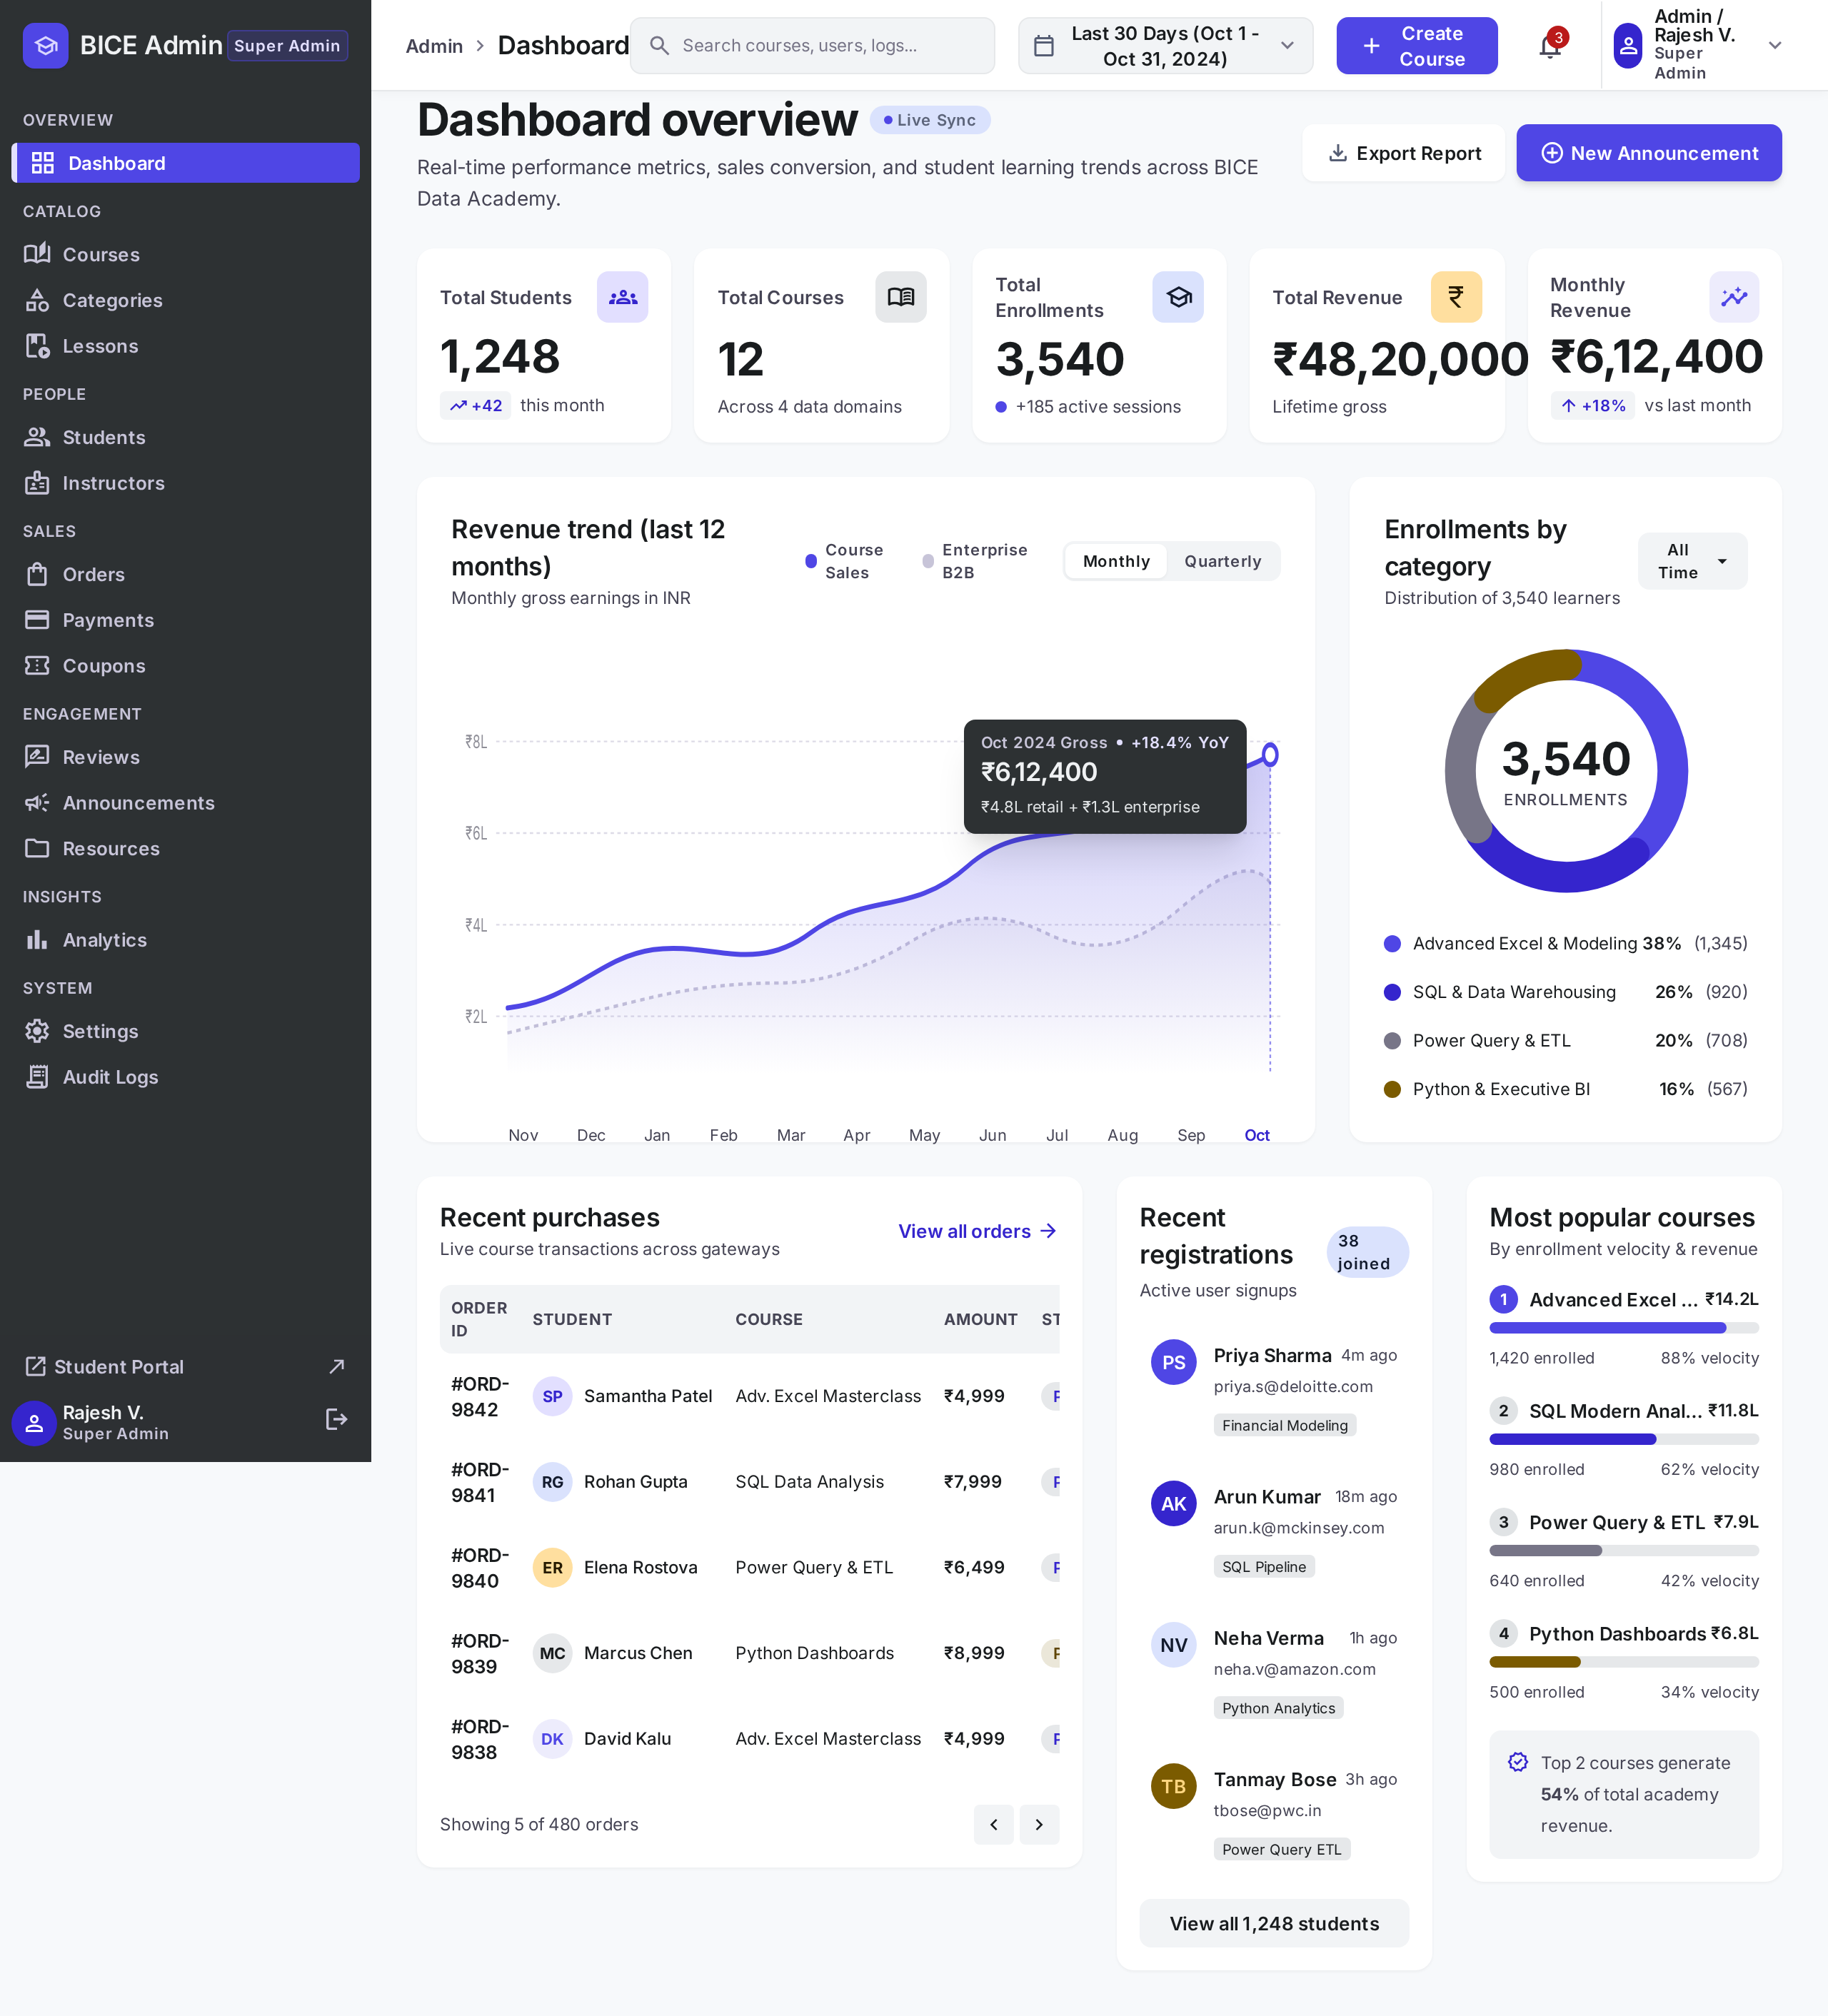 BICE Admin Super Admin
OVERVIEW
Dashboard
CATALOG
Courses
Categories
Lessons
PEOPLE
Students
Instructors
SALES
Orders
Payments
Coupons
ENGAGEMENT
Reviews
Announcements
Resources
INSIGHTS
Analytics
SYSTEM
Settings
Audit Logs
Student Portal
Rajesh V.
Super Admin
Admin > Dashboard
Search courses, users, logs...
Last 30 Days (Oct 1 -
Oct 31, 2024)
+ Create
Course
3
Admin /
Rajesh V.
Super
Admin
Dashboard overview
Live Sync
Real-time performance metrics, sales conversion, and student learning trends across BICE
Data Academy.
Export Report
New Announcement
Total Students
1,248
+42 this month
Total Courses
12
Across 4 data domains
Total
Enrollments
3,540
+185 active sessions
Total Revenue
₹
₹48,20,000
Lifetime gross
Monthly
Revenue
₹6,12,400
+18% vs last month
Revenue trend (last 12
months)
Monthly gross earnings in INR
Course
Sales
Enterprise
B2B
Monthly
Quarterly
₹8L
₹6L
₹4L
₹2L
Oct 2024 Gross • +18.4% YoY
₹6,12,400
₹4.8L retail + ₹1.3L enterprise
Nov Dec Jan Feb Mar Apr May Jun Jul Aug Sep Oct
Enrollments by
category
Distribution of 3,540 learners
All
Time
3,540
ENROLLMENTS
Advanced Excel & Modeling 38% (1,345)
SQL & Data Warehousing 26% (920)
Power Query & ETL 20% (708)
Python & Executive BI 16% (567)
Recent purchases
Live course transactions across gateways
View all orders
ORDER
ID
STUDENT COURSE AMOUNT ST
#ORD-
9842
SP Samantha Patel Adv. Excel Masterclass ₹4,999 P
#ORD-
9841
RG Rohan Gupta SQL Data Analysis ₹7,999 P
#ORD-
9840
ER Elena Rostova Power Query & ETL ₹6,499 P
#ORD-
9839
MC Marcus Chen Python Dashboards ₹8,999 P
#ORD-
9838
DK David Kalu Adv. Excel Masterclass ₹4,999 P
Showing 5 of 480 orders
Recent
registrations
Active user signups
38
joined
PS Priya Sharma 4m ago
priya.s@deloitte.com
Financial Modeling
AK Arun Kumar 18m ago
arun.k@mckinsey.com
SQL Pipeline
NV Neha Verma 1h ago
neha.v@amazon.com
Python Analytics
TB Tanmay Bose 3h ago
tbose@pwc.in
Power Query ETL
View all 1,248 students
Most popular courses
By enrollment velocity & revenue
1 Advanced Excel ... ₹14.2L
1,420 enrolled 88% velocity
2 SQL Modern Anal... ₹11.8L
980 enrolled 62% velocity
3 Power Query & ETL ₹7.9L
640 enrolled 42% velocity
4 Python Dashboards ₹6.8L
500 enrolled 34% velocity
Top 2 courses generate
54% of total academy
revenue.